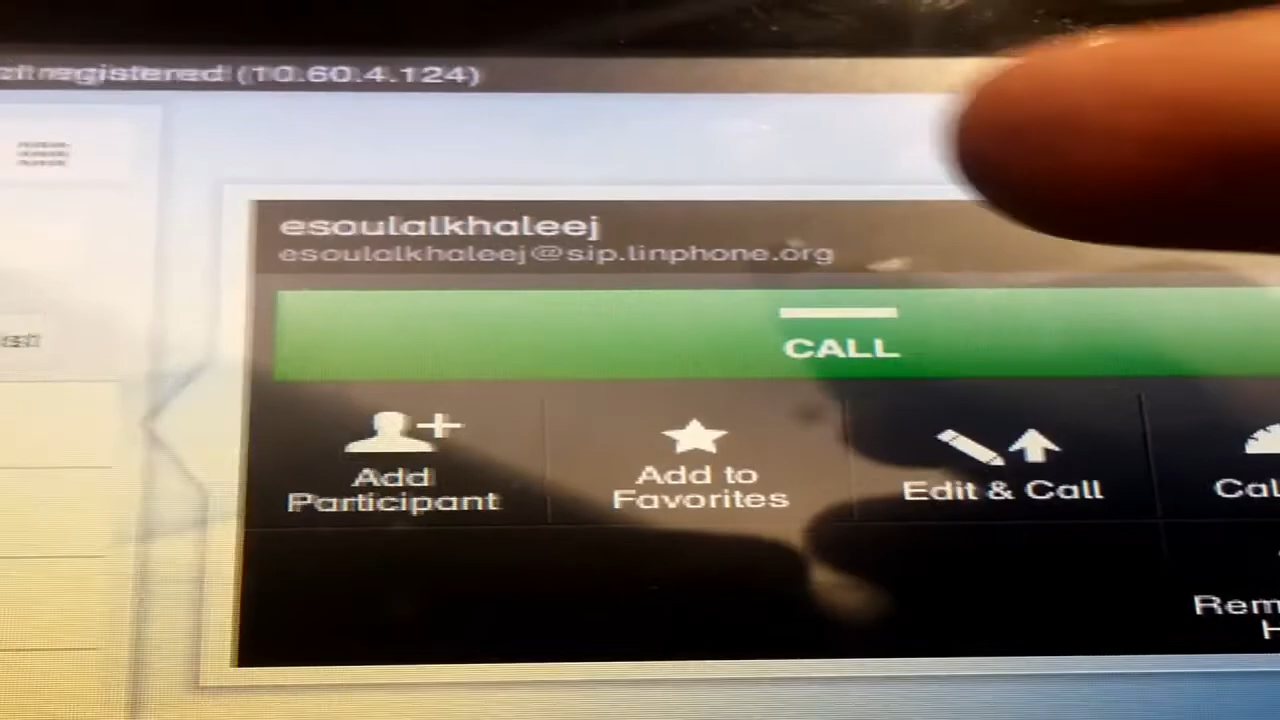 registered (10.60.4.124)
esoulalkhaleej
esoulalkhaleej@sip.linphone.org
CALL
Add
Participant
Add to
Favorites
Edit & Call